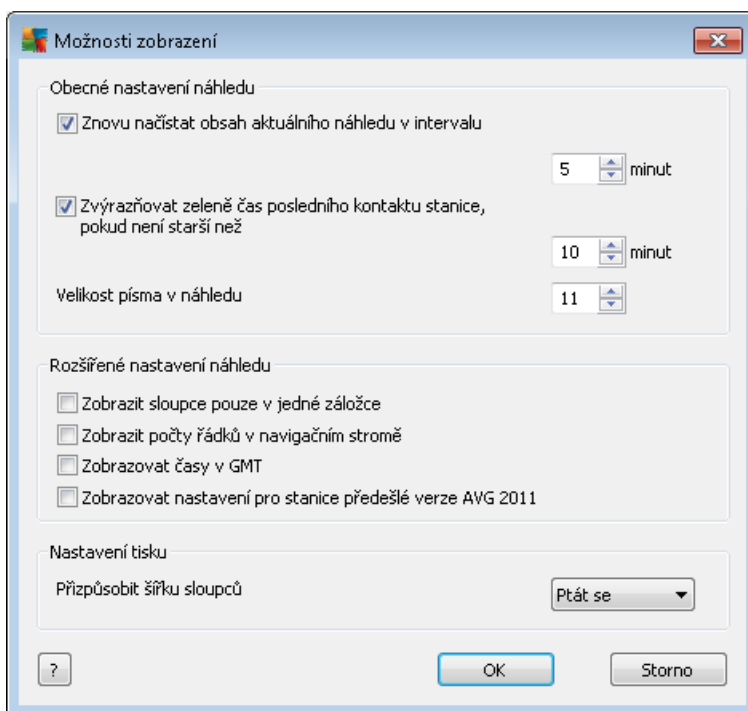 Možnosti zobrazení
Obecné nastavení náhledu
Znovu načístat obsah aktuálního náhledu v intervalu
5 minut
Zvýrazňovat zeleně čas posledního kontaktu stanice,
pokud není starší než
10 minut
Velikost písma v náhledu
11
Rozšířené nastavení náhledu
Zobrazit sloupce pouze v jedné záložce
Zobrazit počty řádků v navigačním stromě
Zobrazovat časy v GMT
Zobrazovat nastavení pro stanice předešlé verze AVG 2011
Nastavení tisku
Přizpůsobit šířku sloupců
Ptát se
?
OK
Storno